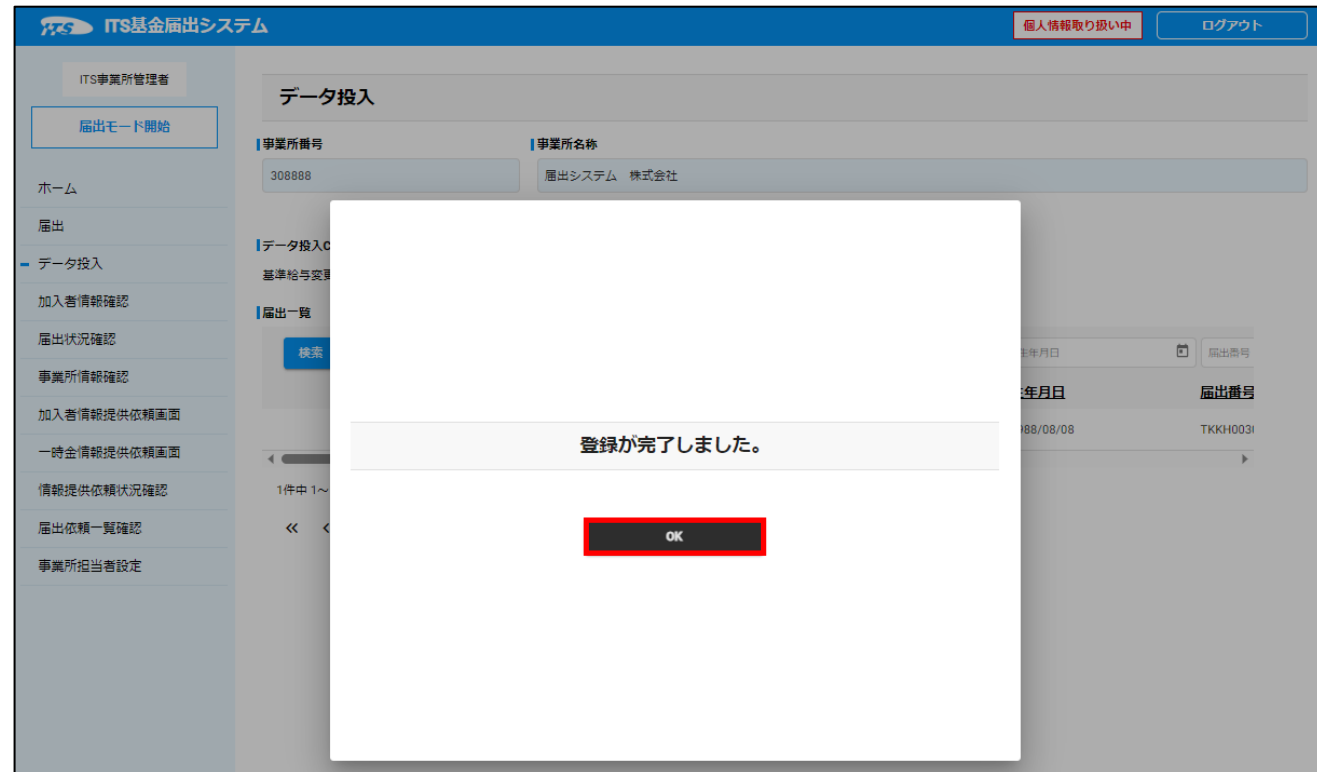 ITS ITS基金届出システム
個人情報取り扱い中
ログアウト
ITS事業所管理者
届出モード開始
ホーム
届出
データ投入
加入者情報確認
届出状況確認
事業所情報確認
加入者情報提供依頼画面
一時金情報提供依頼画面
情報提供依頼状況確認
届出依頼一覧確認
事業所担当者設定
データ投入
事業所番号
事業所名称
308888
届出システム 株式会社
データ投入C
基準給与変更
届出一覧
検索
年月日
届出番号
年月日
届出番号
988/08/08
TKKH003
1件中 1～
« ‹
登録が完了しました。
OK